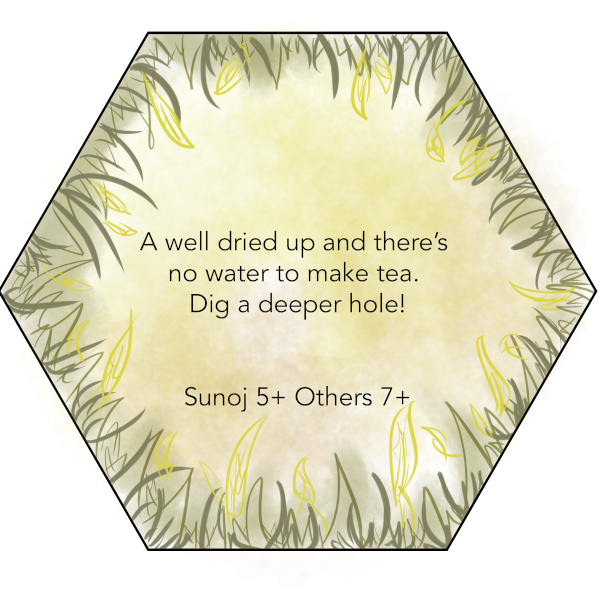 A well dried up and there's
no water to make tea.
Dig a deeper hole!
Sunoj 5+ Others 7+